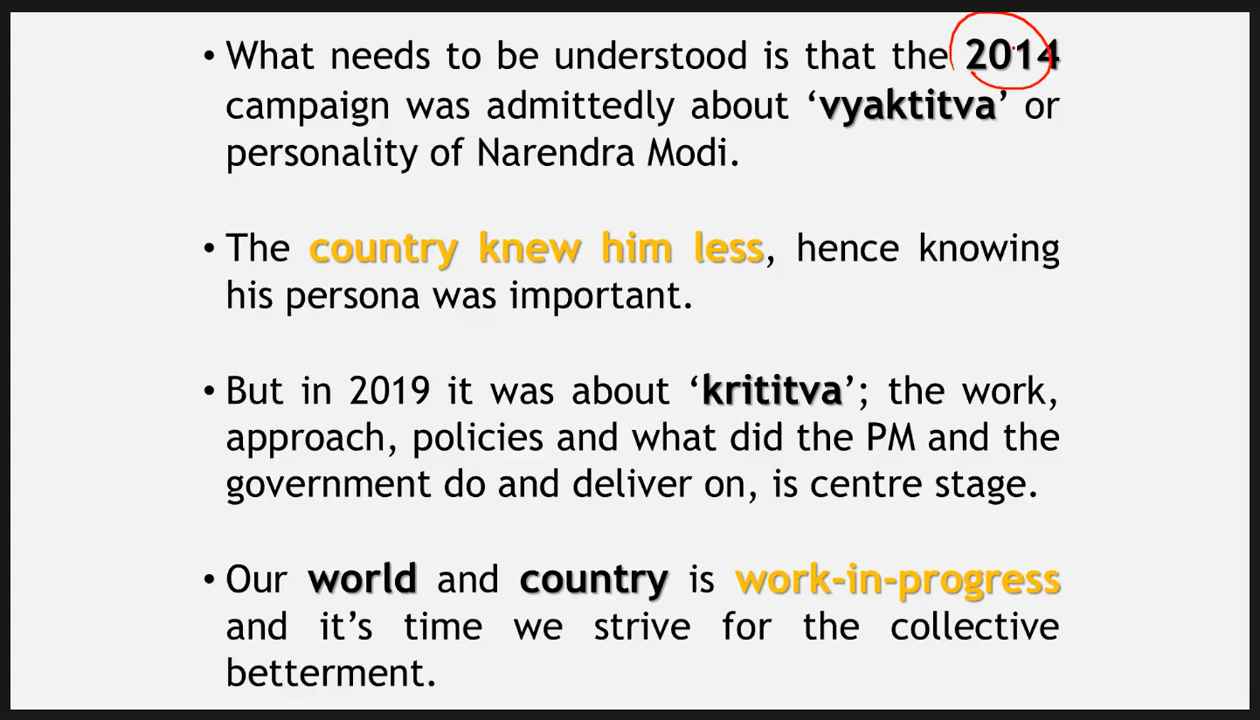 • What needs to be understood is that the 2014
campaign was admittedly about ‘vyaktitva’ or
personality of Narendra Modi.
• The country knew him less, hence knowing
his persona was important.
• But in 2019 it was about ‘krititva’; the work,
approach, policies and what did the PM and the
government do and deliver on, is centre stage.
• Our world and country is work-in-progress
and it’s time we strive for the collective
betterment.